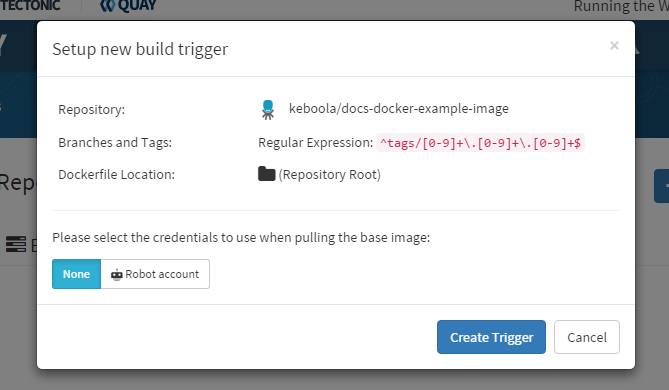 TECTONIC QUAY Running the W
Setup new build trigger ×
Repository: keboola/docs-docker-example-image
Branches and Tags: Regular Expression: ^tags/[0-9]+\.[0-9]+\.[0-9]+$
Dockerfile Location: (Repository Root)
Rep
Please select the credentials to use when pulling the base image:
None Robot account
Create Trigger Cancel